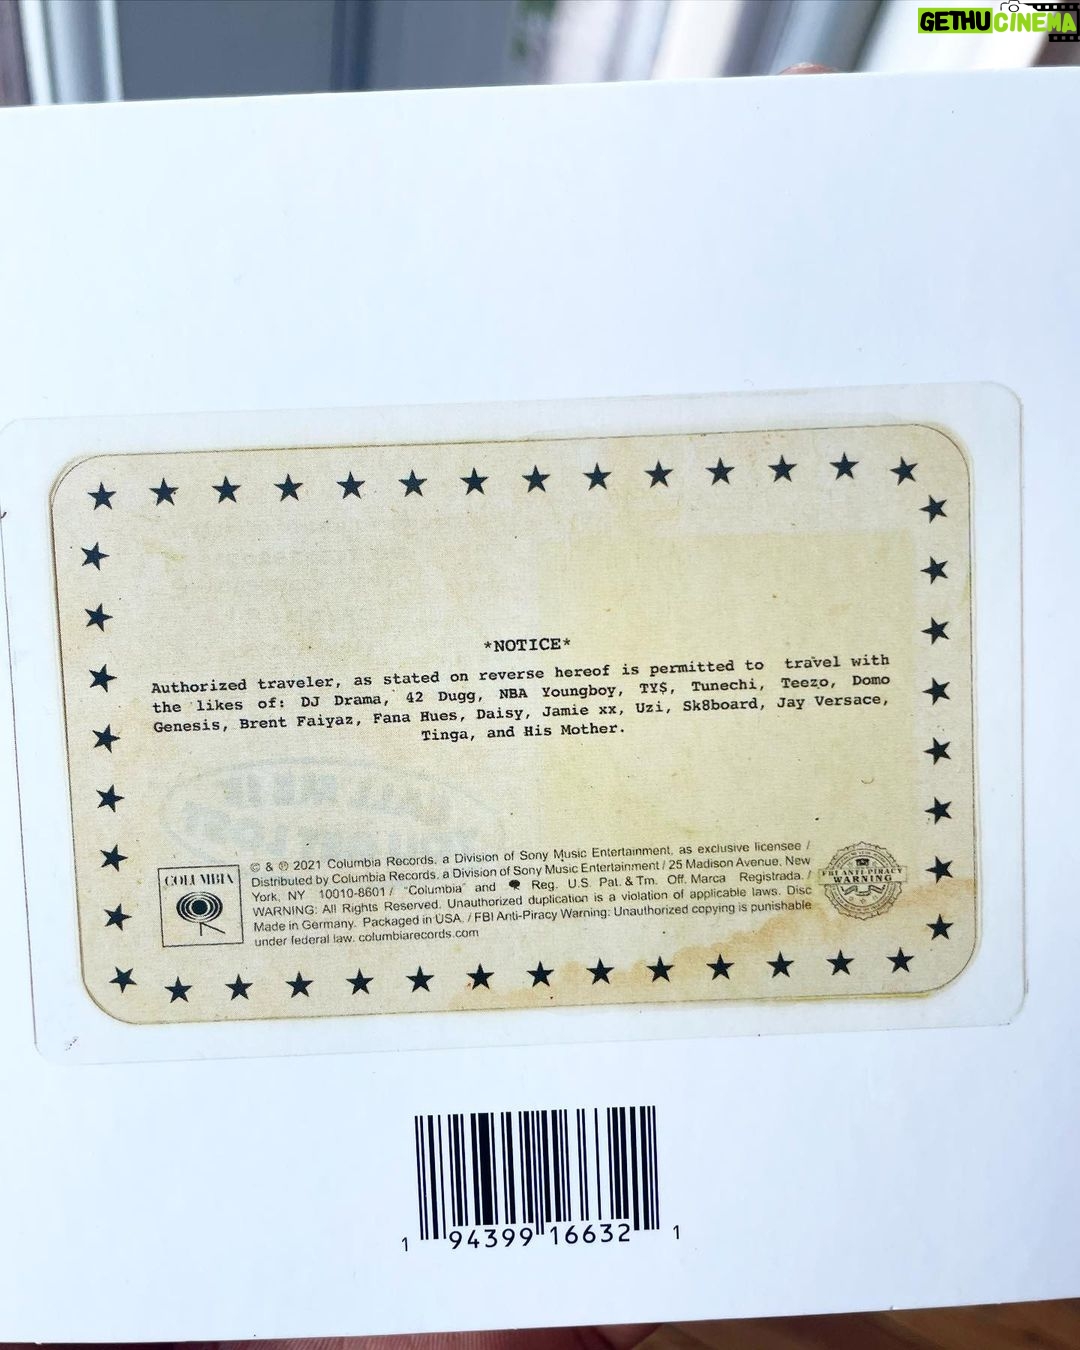 GETHUCINEMA
*NOTICE*
Authorized traveler, as stated on reverse hereof is permitted to travel with
the likes of: DJ Drama, 42 Dugg, NBA Youngboy, TY$, Tunechi, Teezo, Domo
Genesis, Brent Faiyaz, Fana Hues, Daisy, Jamie xx, Uzi, Sk8board, Jay Versace,
Tinga, and His Mother.
COLUMBIA
© & ℗ 2021 Columbia Records, a Division of Sony Music Entertainment, as exclusive licensee /
Distributed by Columbia Records, a Division of Sony Music Entertainment / 25 Madison Avenue, New
York, NY 10010-8601 / "Columbia" and Reg. U.S. Pat. & Tm. Off. Marca Registrada. /
WARNING: All Rights Reserved. Unauthorized duplication is a violation of applicable laws. Disc
Made in Germany. Packaged in USA. / FBI Anti-Piracy Warning: Unauthorized copying is punishable
under federal law. columbiarecords.com
FBI ANTI-PIRACY
WARNING
1 94399 16632 1